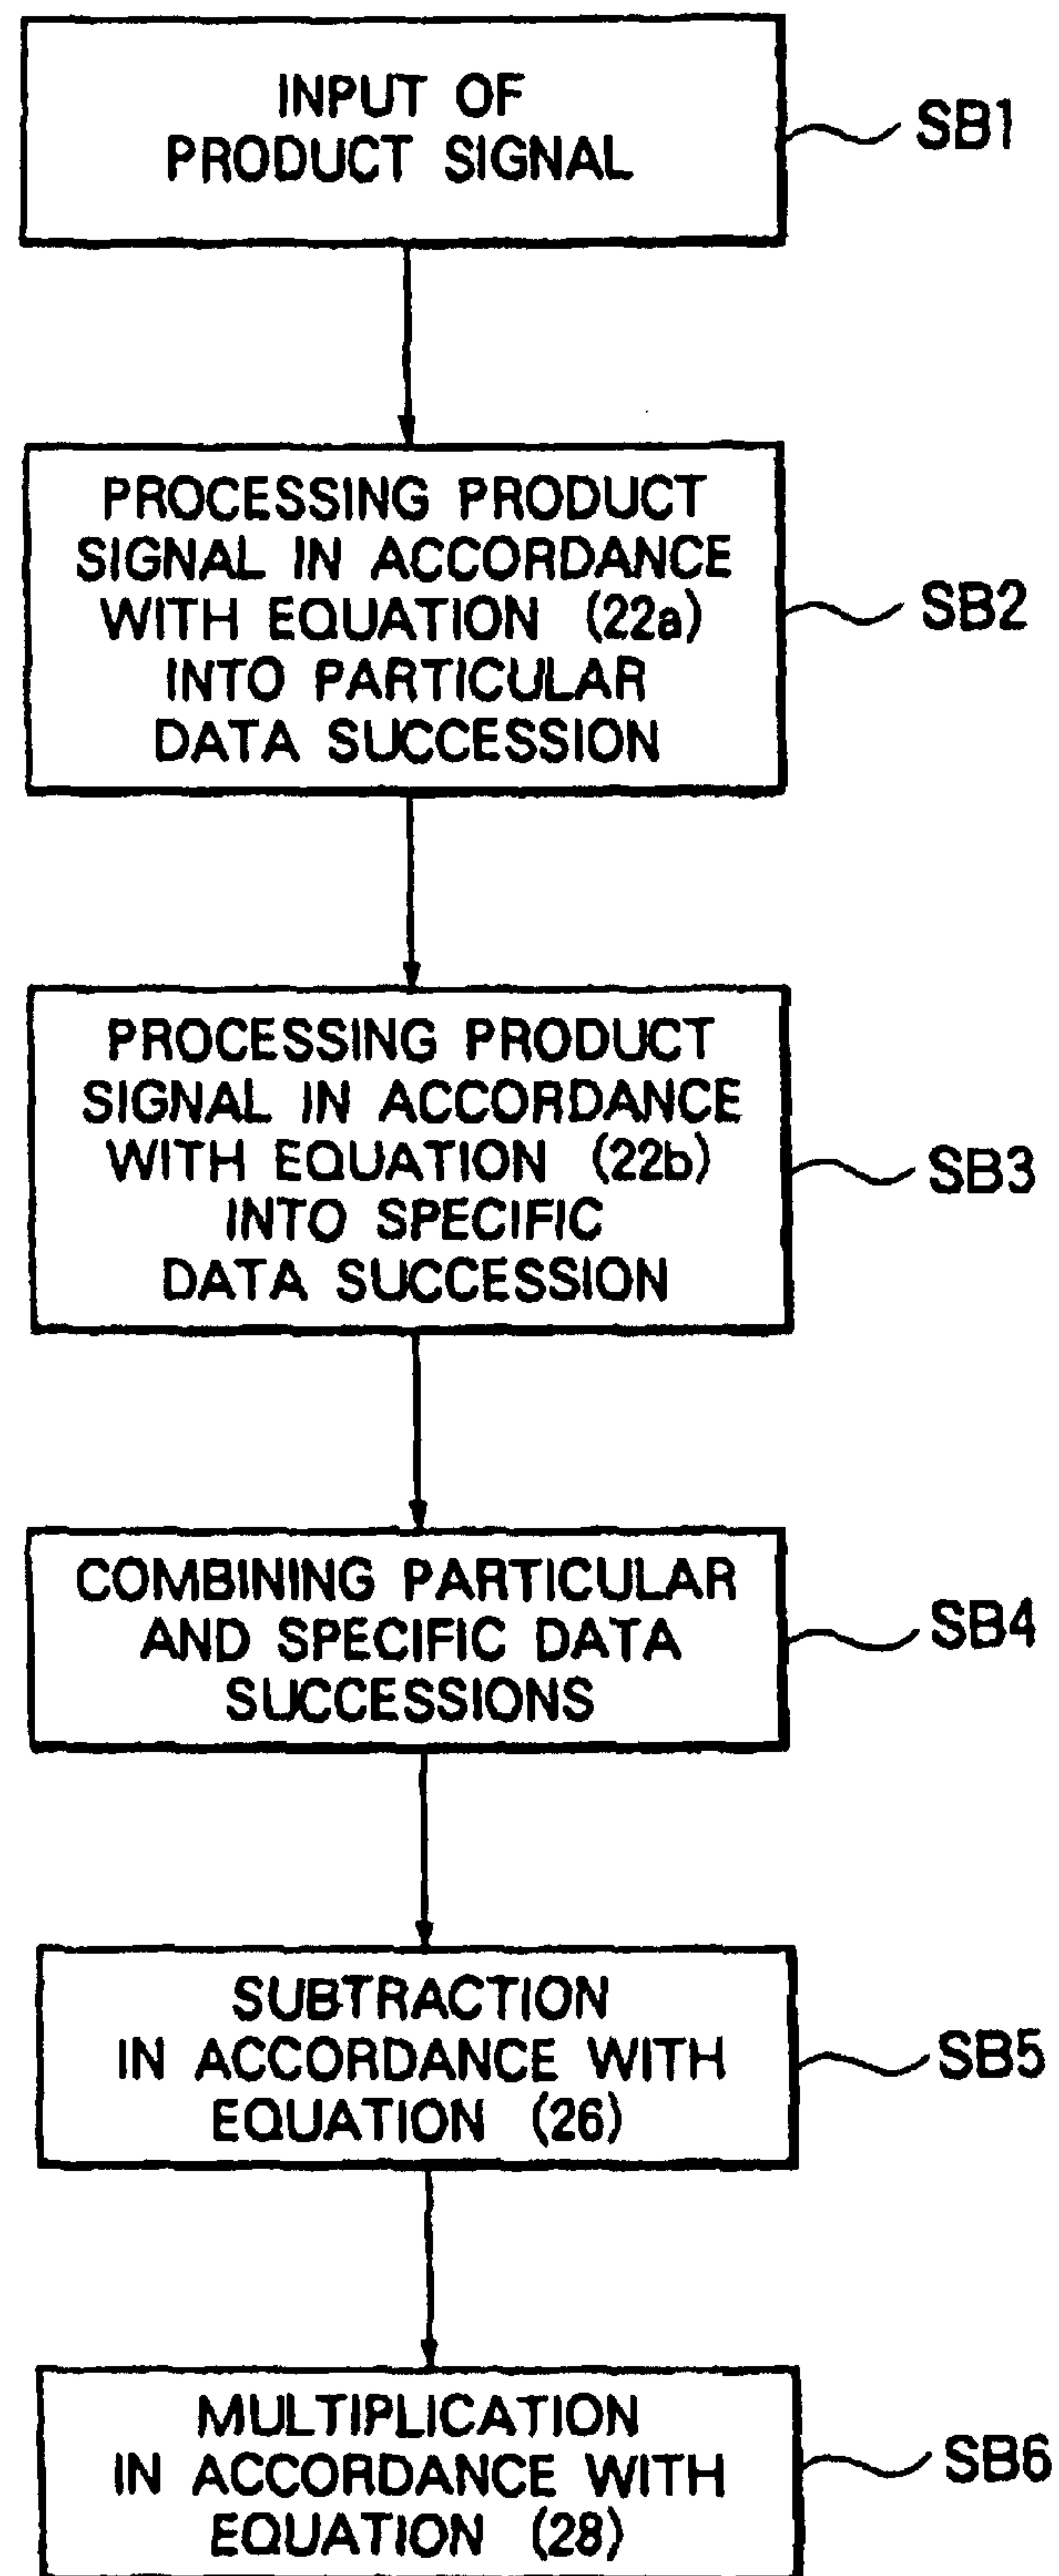 INPUT OF
PRODUCT SIGNAL
SB1
PROCESSING PRODUCT
SIGNAL IN ACCORDANCE
WITH EQUATION (22a)
INTO PARTICULAR
DATA SUCCESSION
SB2
PROCESSING PRODUCT
SIGNAL IN ACCORDANCE
WITH EQUATION (22b)
INTO SPECIFIC
DATA SUCCESSION
SB3
COMBINING PARTICULAR
AND SPECIFIC DATA
SUCCESSIONS
SB4
SUBTRACTION
IN ACCORDANCE WITH
EQUATION (26)
SB5
MULTIPLICATION
IN ACCORDANCE WITH
EQUATION (28)
SB6